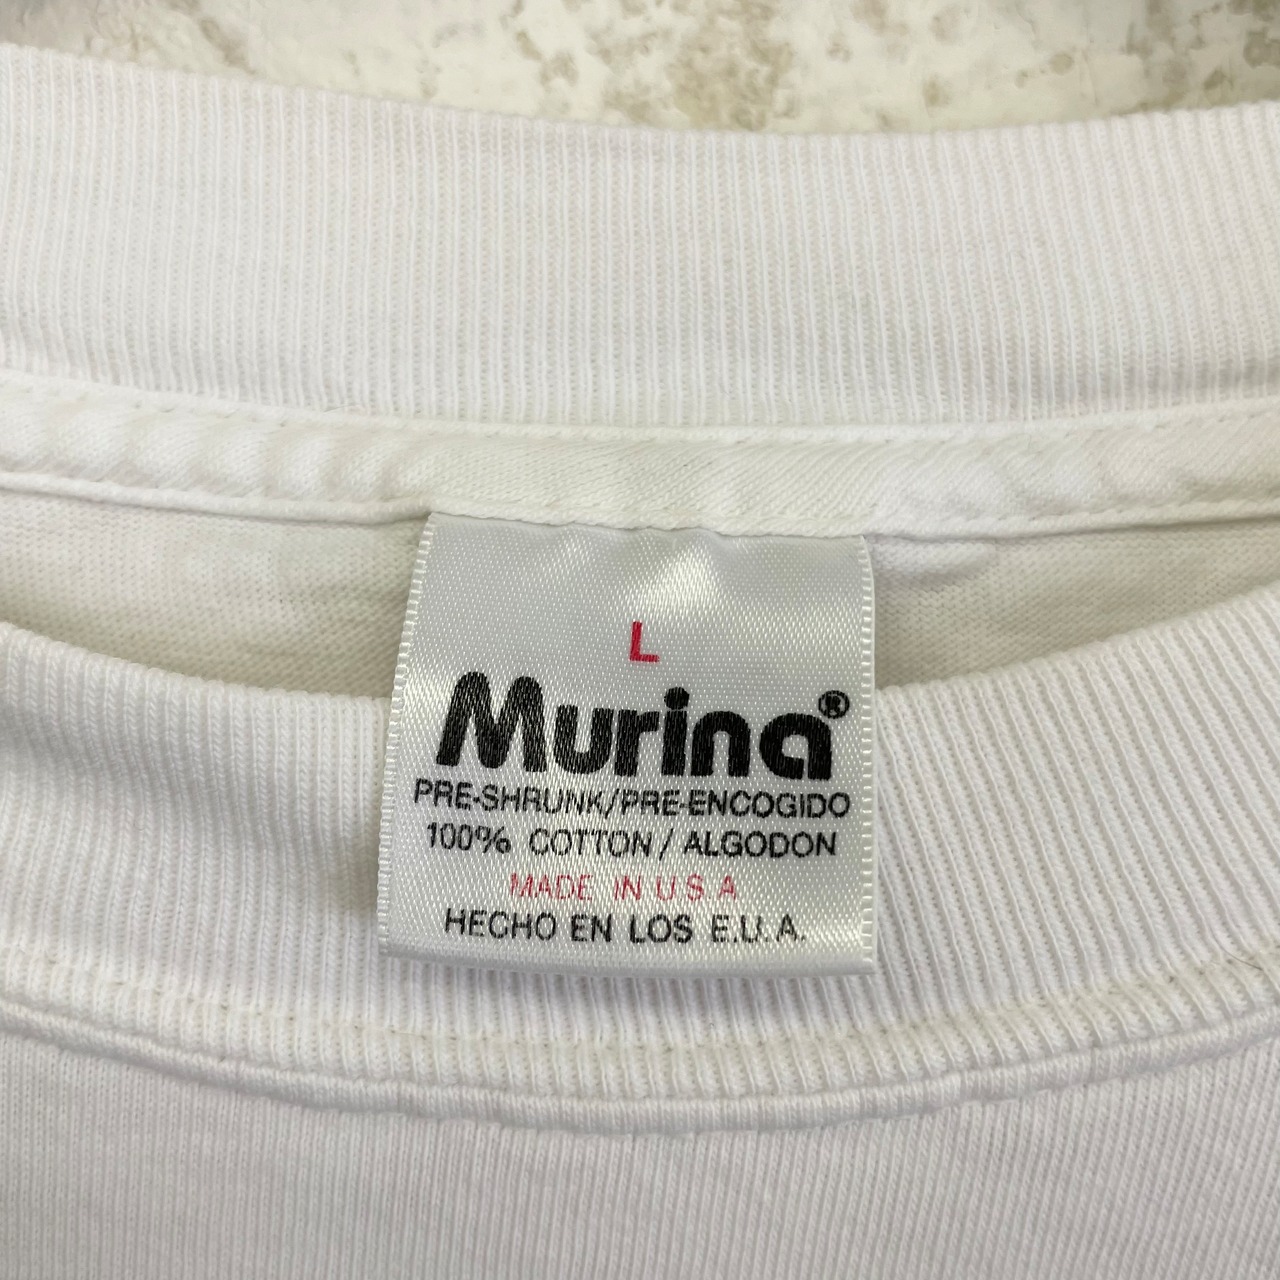 L
Murina®
PRE-SHRUNK/PRE-ENCOGIDO
100% COTTON / ALGODON
MADE IN U S A
HECHO EN LOS E.U.A.